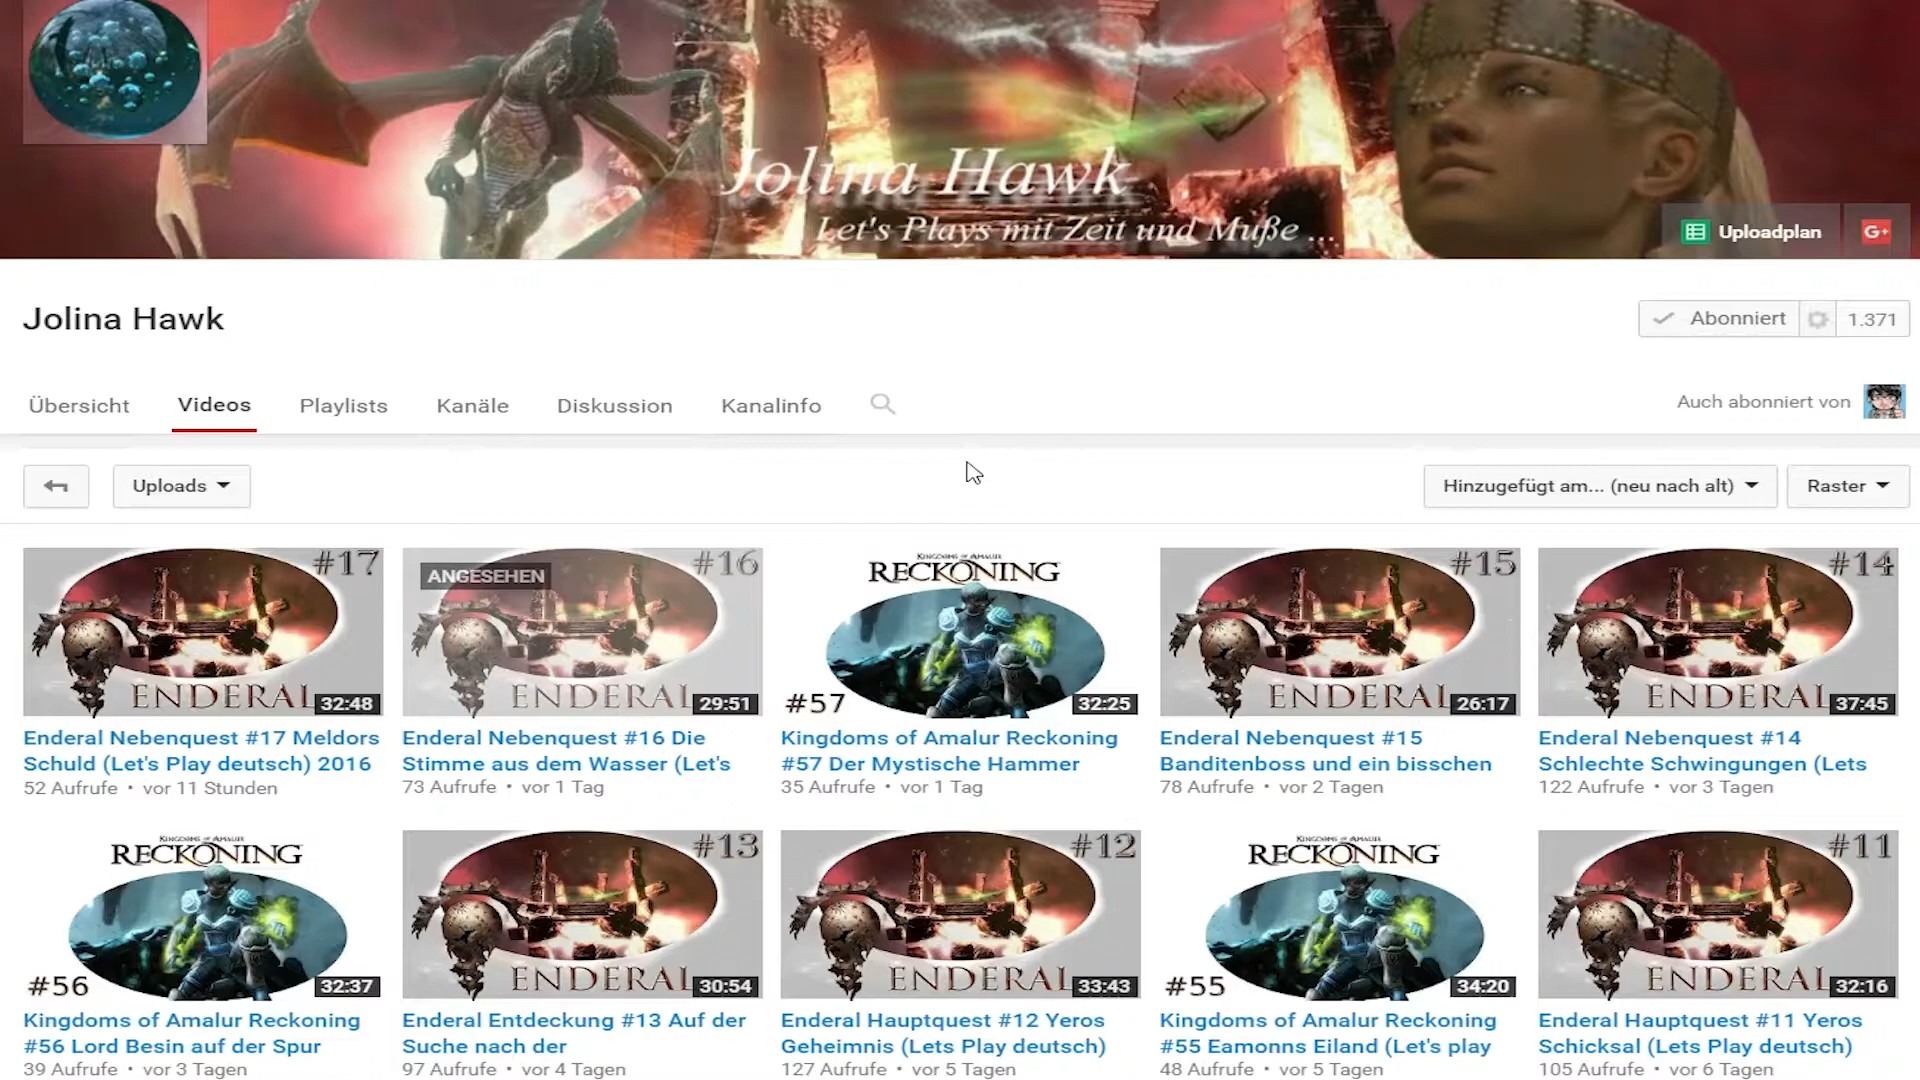 Jolina Hawk
Let's Plays mit Zeit und Muße ...
Uploadplan
G+
Jolina Hawk
Abonniert
1.371
Übersicht
Videos
Playlists
Kanäle
Diskussion
Kanalinfo
Auch abonniert von
Uploads
Hinzugefügt am... (neu nach alt)
Raster
#17
ENDERAL
32:48
Enderal Nebenquest #17 Meldors
Schuld (Let's Play deutsch) 2016
52 Aufrufe • vor 11 Stunden
ANGESEHEN
#16
ENDERAL
29:51
Enderal Nebenquest #16 Die
Stimme aus dem Wasser (Let's
73 Aufrufe • vor 1 Tag
KINGDOMS OF AMALUR
RECKONING
#57
32:25
Kingdoms of Amalur Reckoning
#57 Der Mystische Hammer
35 Aufrufe • vor 1 Tag
#15
ENDERAL
26:17
Enderal Nebenquest #15
Banditenboss und ein bisschen
78 Aufrufe • vor 2 Tagen
#14
ENDERAL
37:45
Enderal Nebenquest #14
Schlechte Schwingungen (Lets
122 Aufrufe • vor 3 Tagen
KINGDOMS OF AMALUR
RECKONING
#56
32:37
Kingdoms of Amalur Reckoning
#56 Lord Besin auf der Spur
39 Aufrufe • vor 3 Tagen
#13
ENDERAL
30:54
Enderal Entdeckung #13 Auf der
Suche nach der
97 Aufrufe • vor 4 Tagen
#12
ENDERAL
33:43
Enderal Hauptquest #12 Yeros
Geheimnis (Lets Play deutsch)
127 Aufrufe • vor 5 Tagen
KINGDOMS OF AMALUR
RECKONING
#55
34:20
Kingdoms of Amalur Reckoning
#55 Eamonns Eiland (Let's play
48 Aufrufe • vor 5 Tagen
#11
ENDERAL
32:16
Enderal Hauptquest #11 Yeros
Schicksal (Lets Play deutsch)
105 Aufrufe • vor 6 Tagen